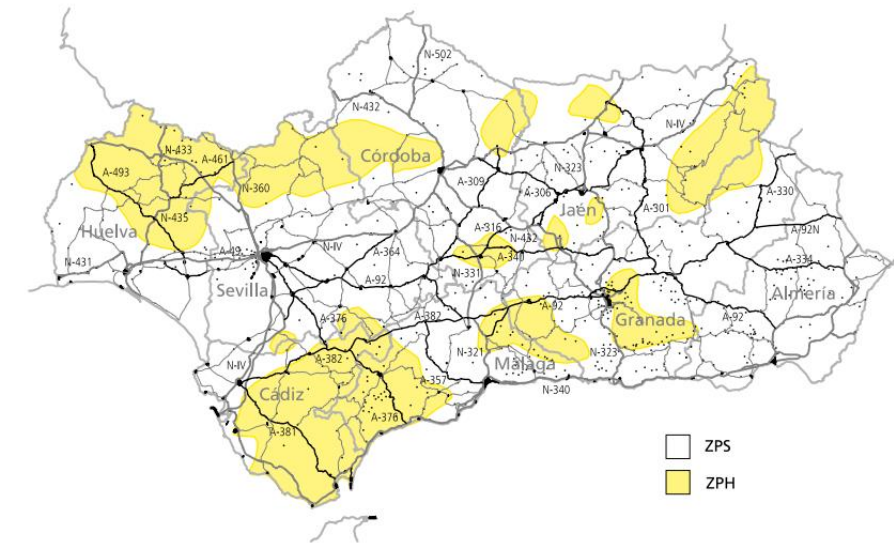 N-502
N-432
N-IV
N-433
A-461
Córdoba
A-493
N-360
A-309
N-323
A-306
A-330
N-435
Jaén
A-301
Huelva
A-316
N-432
A-92N
A-49
N-IV
A-364
A-340
N-431
N-331
A-334
Sevilla
A-92
Almería
A-376
A-382
A-92
Granada
A-92
N-IV
A-382
N-321
N-323
Málaga
A-357
Cádiz
N-340
A-376
A-381
ZPS
ZPH